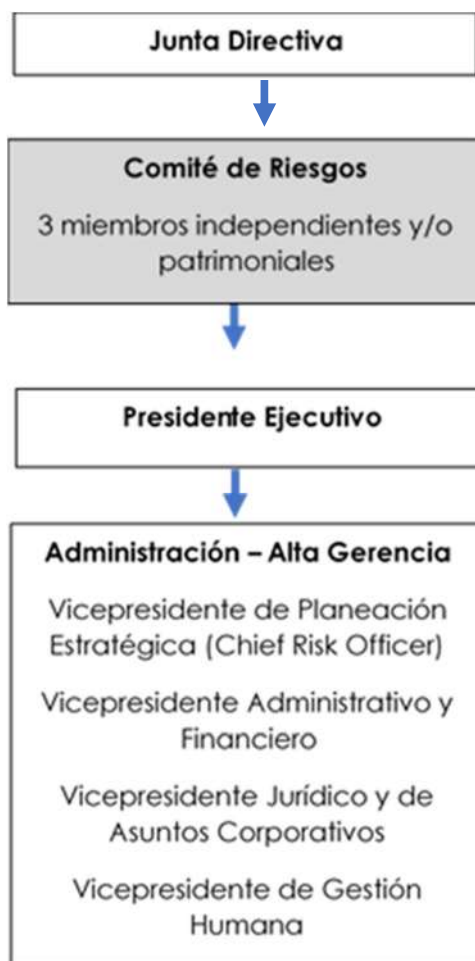 Junta Directiva
Comité de Riesgos
3 miembros independientes y/o
patrimoniales
Presidente Ejecutivo
Administración – Alta Gerencia
Vicepresidente de Planeación
Estratégica (Chief Risk Officer)
Vicepresidente Administrativo y
Financiero
Vicepresidente Jurídico y de
Asuntos Corporativos
Vicepresidente de Gestión
Humana